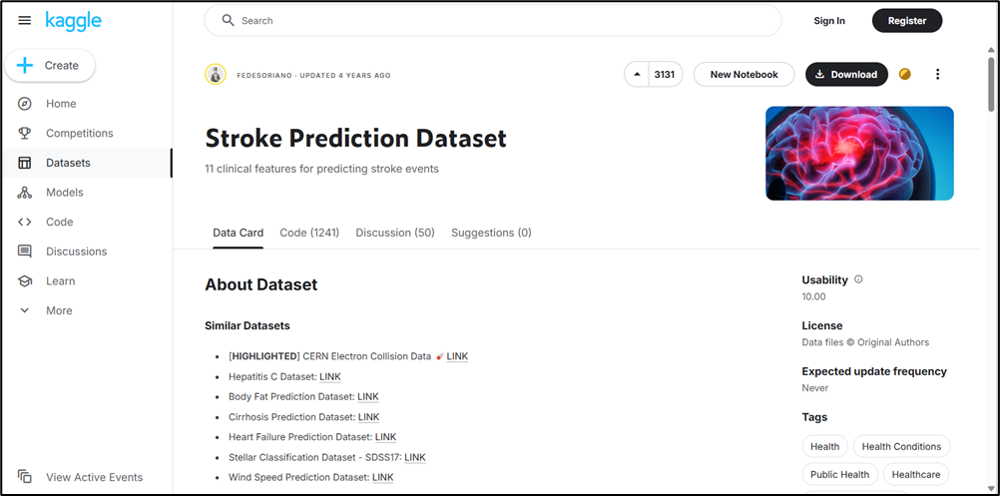 kaggle
Search
Sign In
Register
Create
Home
Competitions
Datasets
Models
Code
Discussions
Learn
More
View Active Events
FEDESORIANO · UPDATED 4 YEARS AGO
3131
New Notebook
Download
Stroke Prediction Dataset
11 clinical features for predicting stroke events
Data Card Code (1241) Discussion (50) Suggestions (0)
About Dataset
Similar Datasets
• [HIGHLIGHTED] CERN Electron Collision Data ☄️LINK
• Hepatitis C Dataset: LINK
• Body Fat Prediction Dataset: LINK
• Cirrhosis Prediction Dataset: LINK
• Heart Failure Prediction Dataset: LINK
• Stellar Classification Dataset - SDSS17: LINK
• Wind Speed Prediction Dataset: LINK
Usability
10.00
License
Data files © Original Authors
Expected update frequency
Never
Tags
Health Health Conditions
Public Health Healthcare